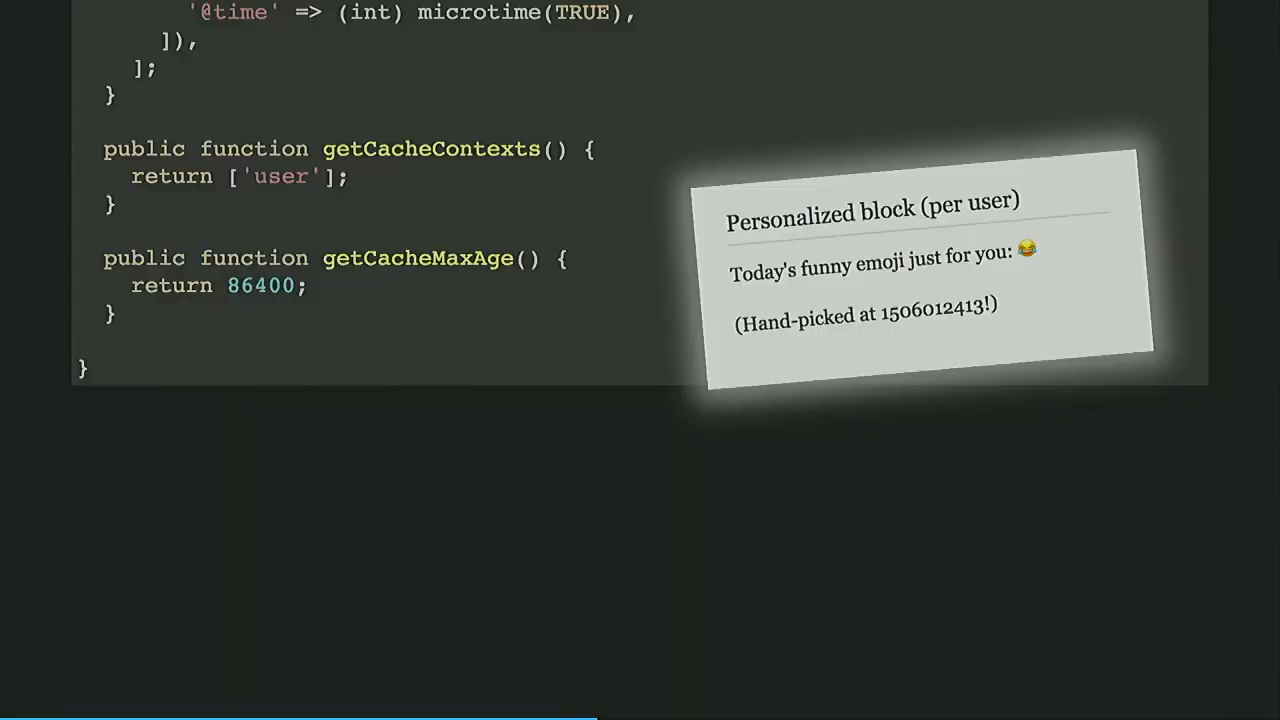 '@time' => (int) microtime(TRUE),
]),
];
}
public function getCacheContexts() {
return ['user'];
}
public function getCacheMaxAge() {
return 86400;
}
}
Personalized block (per user)
Today's funny emoji just for you: 😂
(Hand-picked at 1506012413!)